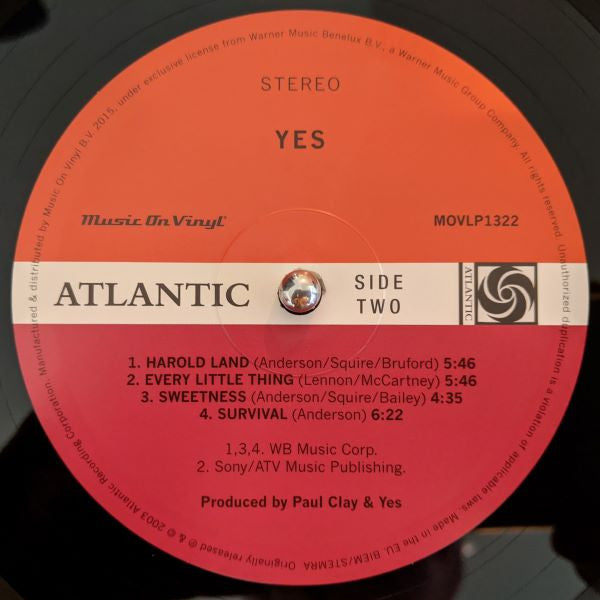 STEREO
YES
Music On Vinyl
MOVLP1322
ATLANTIC
SIDE
TWO
ATLANTIC
1. HAROLD LAND (Anderson/Squire/Bruford) 5:46
2. EVERY LITTLE THING (Lennon/McCartney) 5:46
3. SWEETNESS (Anderson/Squire/Bailey) 4:35
4. SURVIVAL (Anderson) 6:22
1,3,4. WB Music Corp.
2. Sony/ATV Music Publishing.
Produced by Paul Clay & Yes
Originally released ℗ & © 2003 Atlantic Recording Corporation. Manufactured & distributed by Music On Vinyl B.V. 2015, under exclusive license from Warner Music Benelux B.V., a Warner Music Group Company. All rights reserved. Unauthorized duplication is a violation of applicable laws. Made in the EU. BIEM/STEMRA